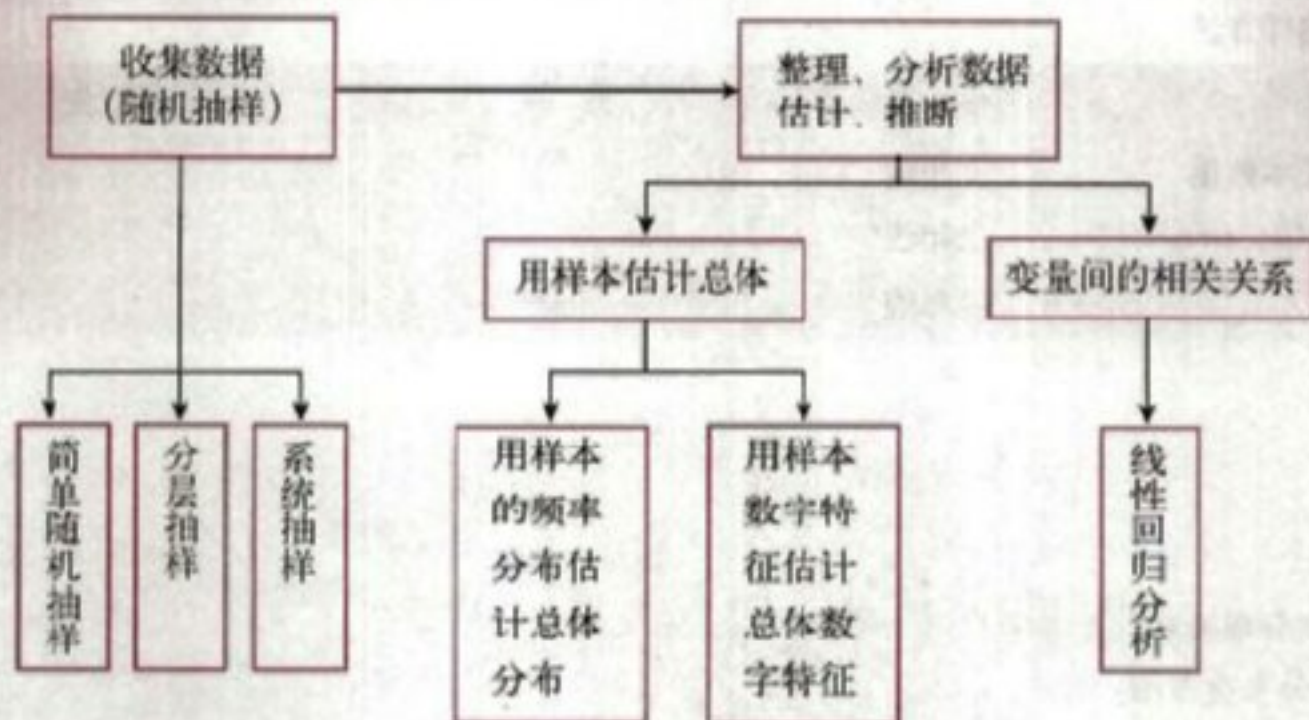 收集数据
(随机抽样)
整理、分析数据
估计、推断
用样本估计总体
变量间的相关关系
简单随机抽样
分层抽样
系统抽样
用样本
的频率
分布估
计总体
分布
用样本
数字特
征估计
总体数
字特征
线性回归分析